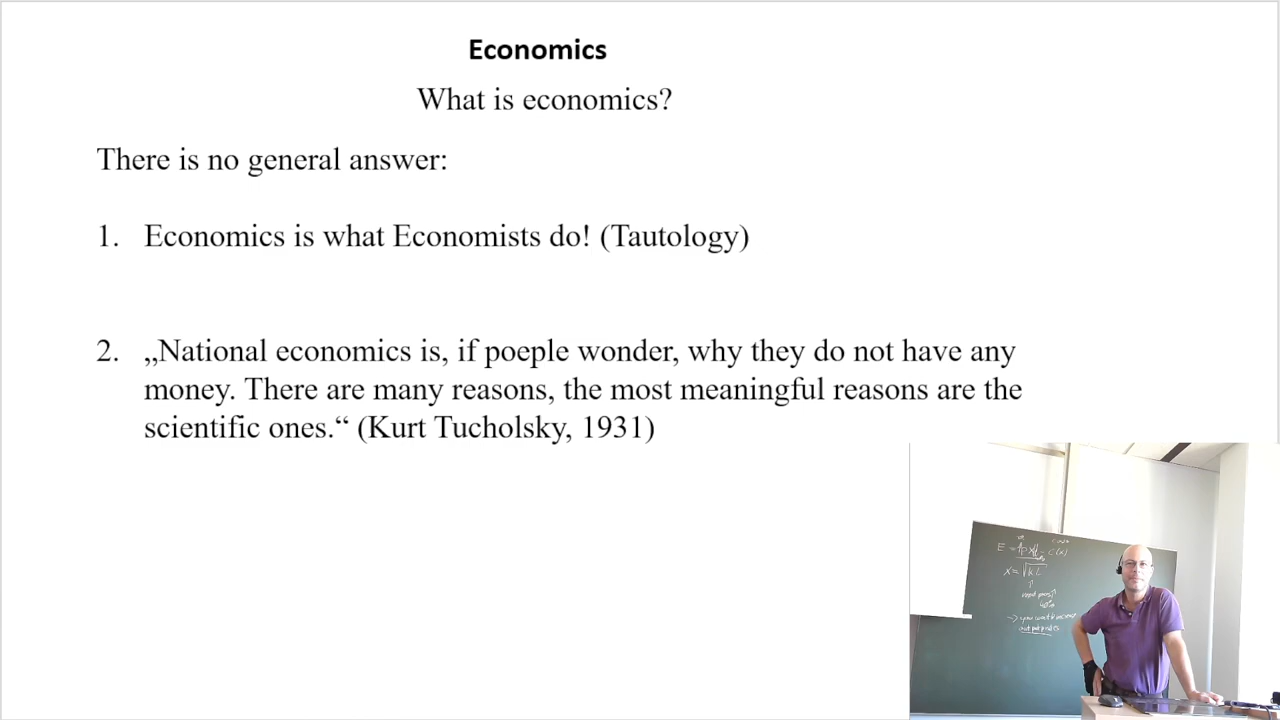 Economics
What is economics?
There is no general answer:
1. Economics is what Economists do! (Tautology)
2. „National economics is, if poeple wonder, why they do not have any
money. There are many reasons, the most meaningful reasons are the
scientific ones.“ (Kurt Tucholsky, 1931)
E =
C(x)
x = √KL